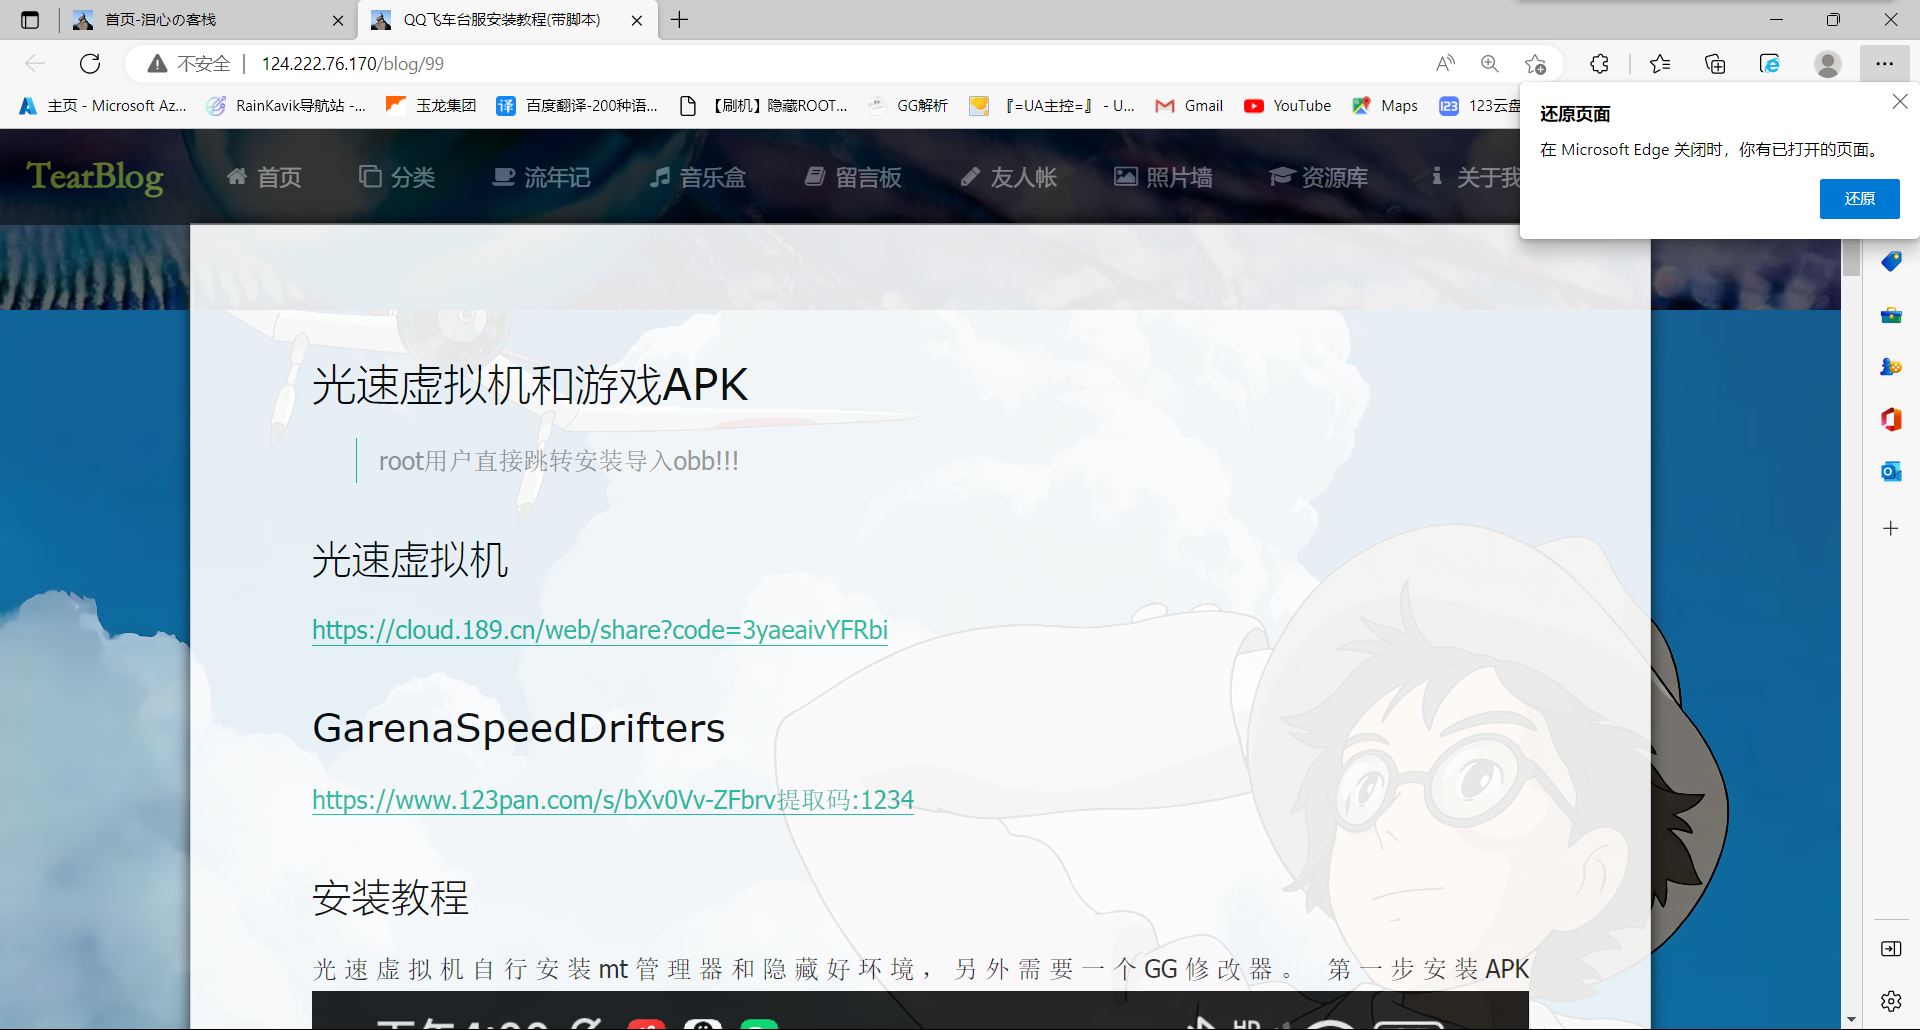 首页-泪心の客栈
QQ飞车台服安装教程(带脚本)
不安全
124.222.76.170/blog/99
主页 - Microsoft Az...
RainKavik导航站 -...
玉龙集团
百度翻译-200种语...
【刷机】隐藏ROOT...
GG解析
『=UA主控=』 - U...
Gmail
YouTube
Maps
123云盘
还原页面
在 Microsoft Edge 关闭时，你有已打开的页面。
还原
TearBlog
首页
分类
流年记
音乐盒
留言板
友人帐
照片墙
资源库
关于我
光速虚拟机和游戏APK
root用户直接跳转安装导入obb!!!
光速虚拟机
https://cloud.189.cn/web/share?code=3yaeaivYFRbi
GarenaSpeedDrifters
https://www.123pan.com/s/bXv0Vv-ZFbrv提取码:1234
安装教程
光速虚拟机自行安装mt管理器和隐藏好环境，另外需要一个GG修改器。 第一步安装APK